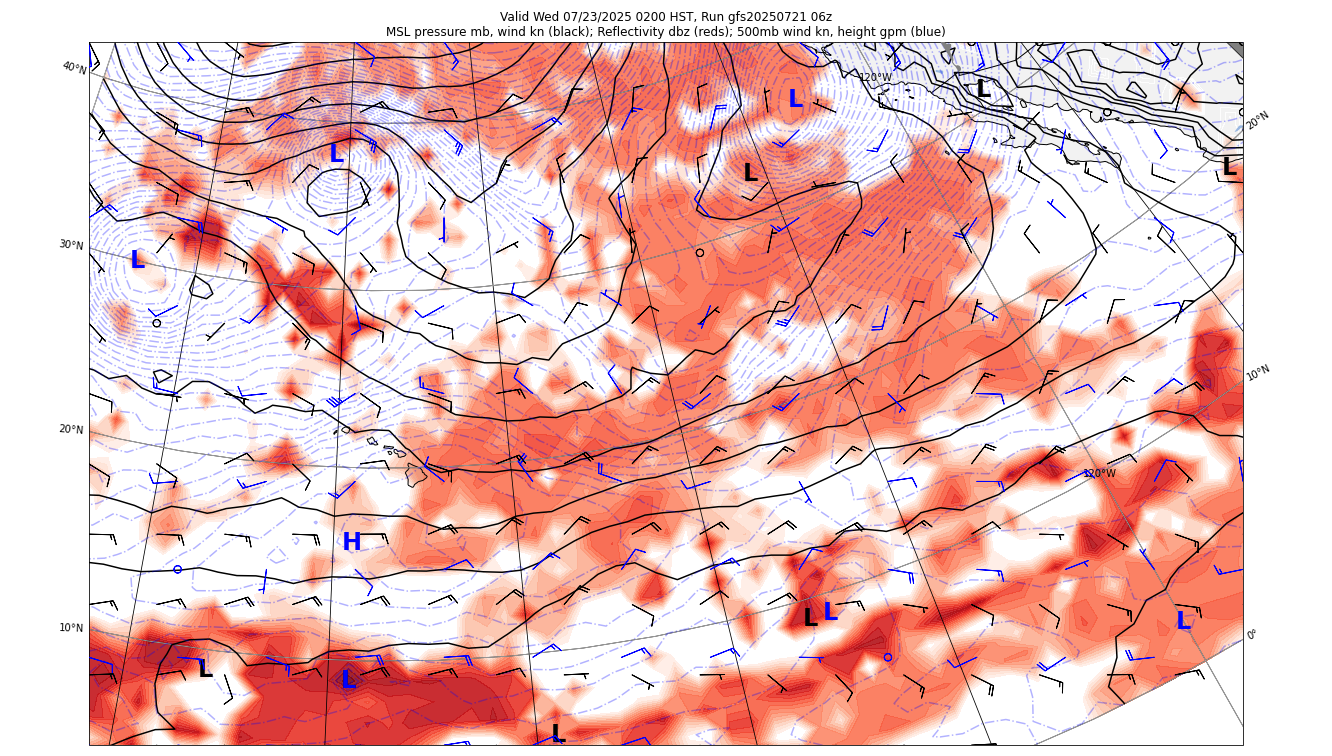 Valid Wed 07/23/2025 0200 HST, Run gfs20250721 06z
MSL pressure mb, wind kn (black); Reflectivity dbz (reds); 500mb wind kn, height gpm (blue)
40°N
120°W
L
L
20°N
L
L
L
30°N
L
10°N
20°N
120°W
H
10°N
L
L
L
0°
L
L
L